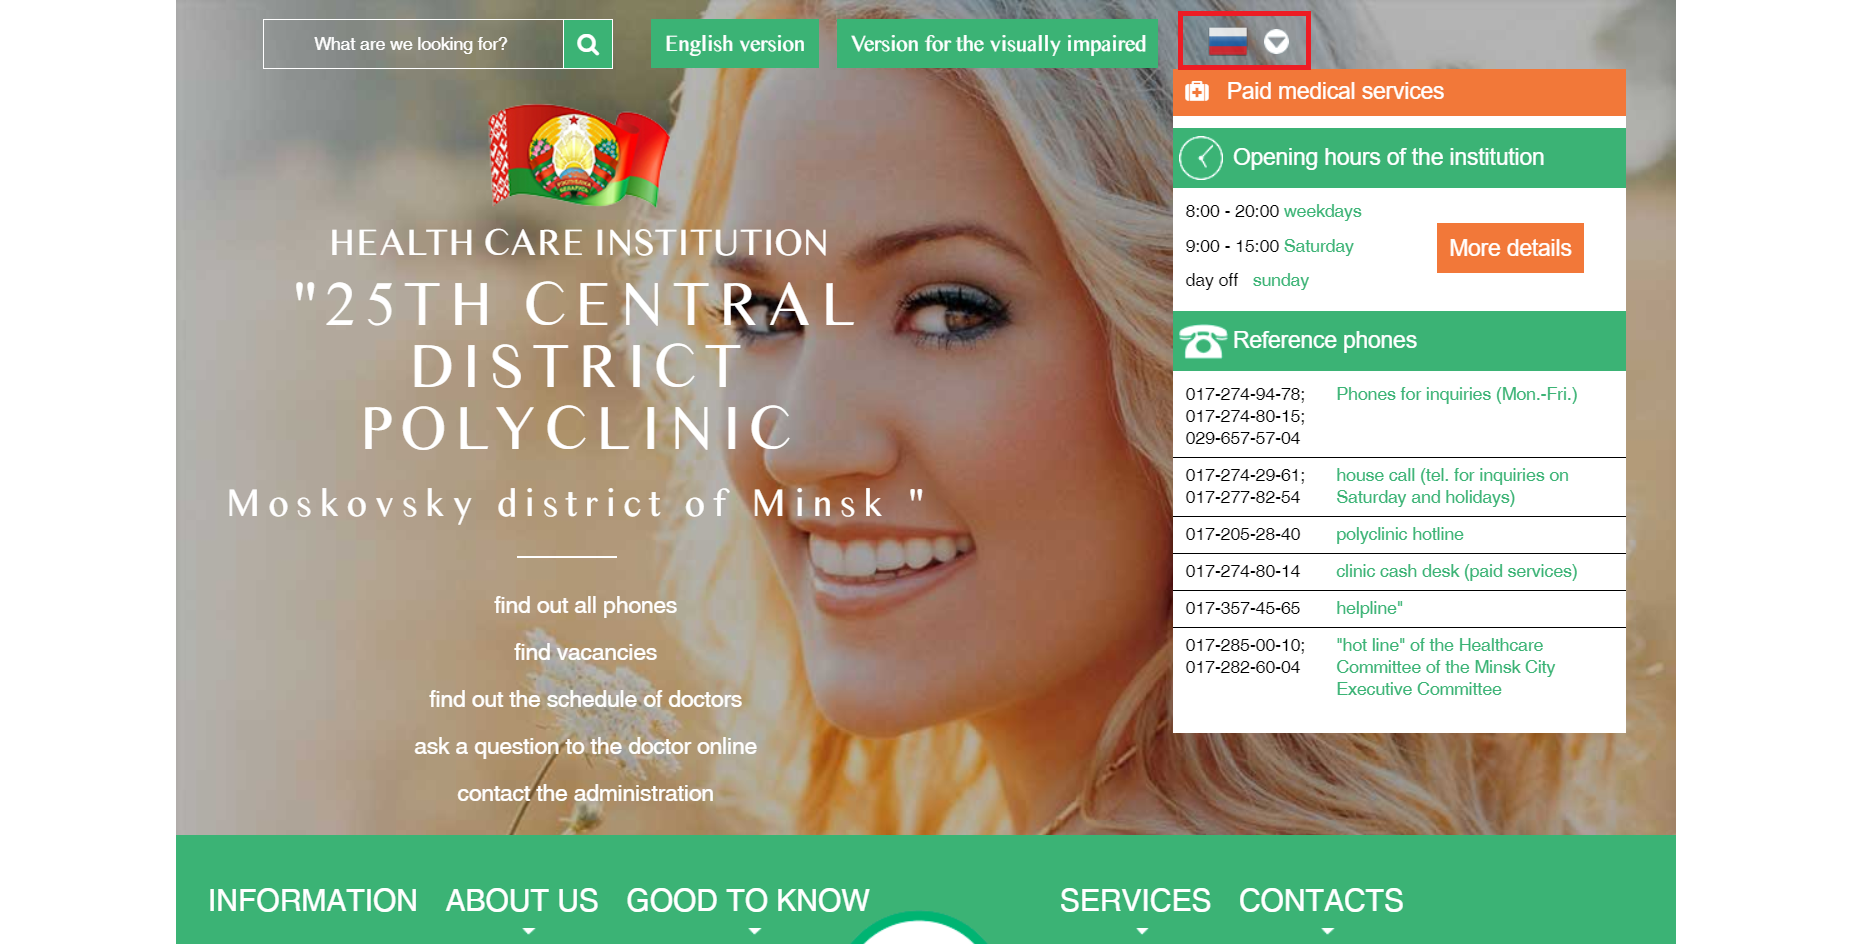 What are we looking for?
English version
Version for the visually impaired
Paid medical services
HEALTH CARE INSTITUTION
"25TH CENTRAL
DISTRICT
POLYCLINIC
Moskovsky district of Minsk "
find out all phones
find vacancies
find out the schedule of doctors
ask a question to the doctor online
contact the administration
Opening hours of the institution
8:00 - 20:00 weekdays
9:00 - 15:00 Saturday
day off sunday
More details
Reference phones
017-274-94-78; Phones for inquiries (Mon.-Fri.)
017-274-80-15;
029-657-57-04
017-274-29-61; house call (tel. for inquiries on
017-277-82-54 Saturday and holidays)
017-205-28-40 polyclinic hotline
017-274-80-14 clinic cash desk (paid services)
017-357-45-65 helpline"
017-285-00-10; "hot line" of the Healthcare
017-282-60-04 Committee of the Minsk City
Executive Committee
INFORMATION ABOUT US GOOD TO KNOW SERVICES CONTACTS